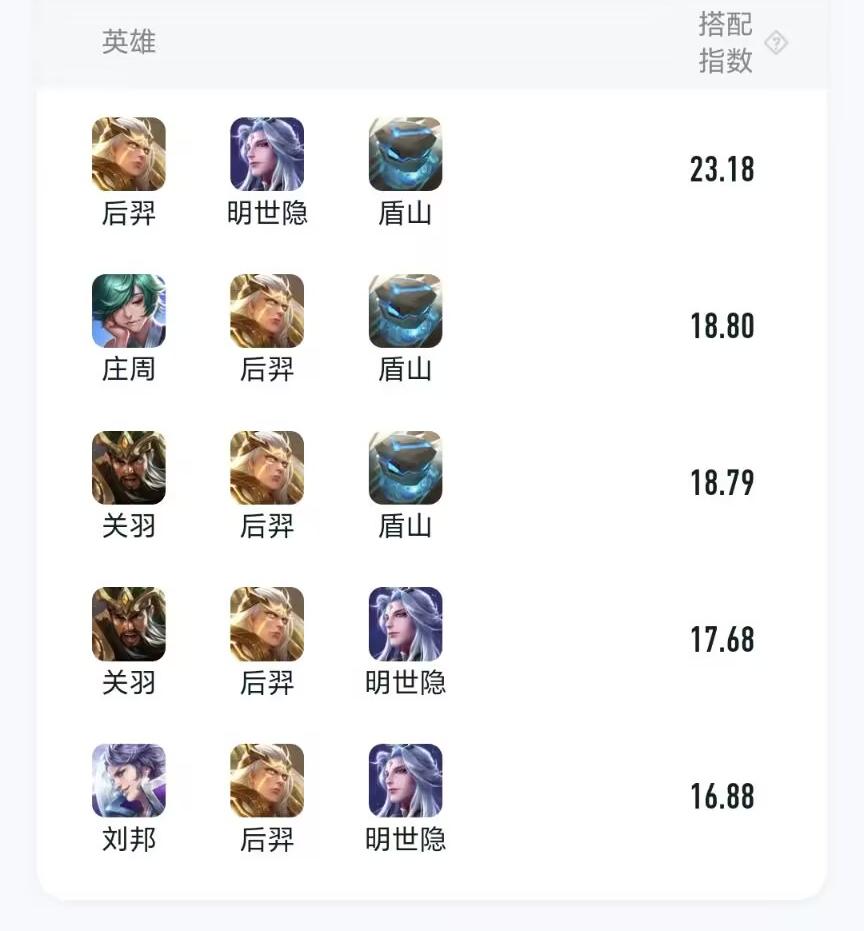 英雄
搭配
指数
?
后羿 明世隐 盾山 23.18
庄周 后羿 盾山 18.80
关羽 后羿 盾山 18.79
关羽 后羿 明世隐 17.68
刘邦 后羿 明世隐 16.88